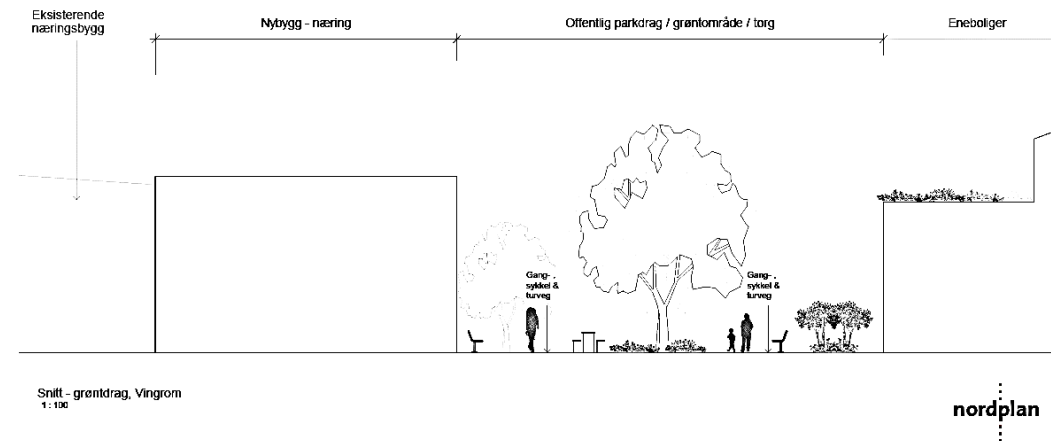 Eksisterende
næringsbygg
Nybygg - næring
Offentlig parkdrag / grøntområde / torg
Eneboliger
Gang-,
sykkel &
turveg
Gang-,
sykkel &
turveg
Snitt - grøntdrag, Vingrom
1 : 100
nordplan